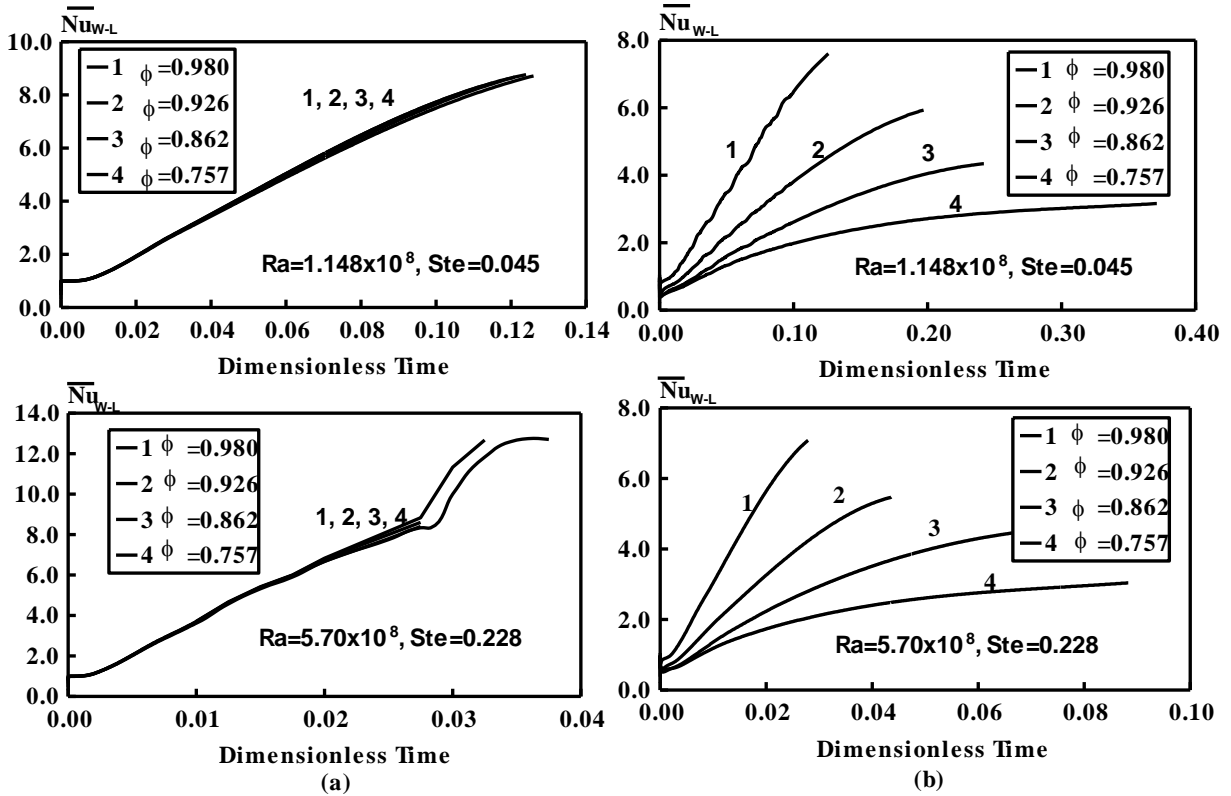 Nu W-L
10.0
8.0
6.0
4.0
2.0
0.0
1 ϕ =0.980
2 ϕ =0.926
3 ϕ =0.862
4 ϕ =0.757
1, 2, 3, 4
Ra=1.148x10 8, Ste=0.045
0.00 0.02 0.04 0.06 0.08 0.10 0.12 0.14
Dimensionless Time
Nu W-L
8.0
6.0
4.0
2.0
0.0
1 ϕ =0.980
2 ϕ =0.926
3 ϕ =0.862
4 ϕ =0.757
1
2
3
4
Ra=1.148x10 8, Ste=0.045
0.00 0.10 0.20 0.30 0.40
Dimensionless Time
Nu W-L
14.0
12.0
10.0
8.0
6.0
4.0
2.0
0.0
1 ϕ =0.980
2 ϕ =0.926
3 ϕ =0.862
4 ϕ =0.757
1, 2, 3, 4
Ra=5.70x10 8, Ste=0.228
0.00 0.01 0.02 0.03 0.04
Dimensionless Time
(a)
Nu W-L
8.0
6.0
4.0
2.0
0.0
1 ϕ =0.980
2 ϕ =0.926
3 ϕ =0.862
4 ϕ =0.757
1
2
3
4
Ra=5.70x10 8, Ste=0.228
0.00 0.02 0.04 0.06 0.08 0.10
Dimensionless Time
(b)